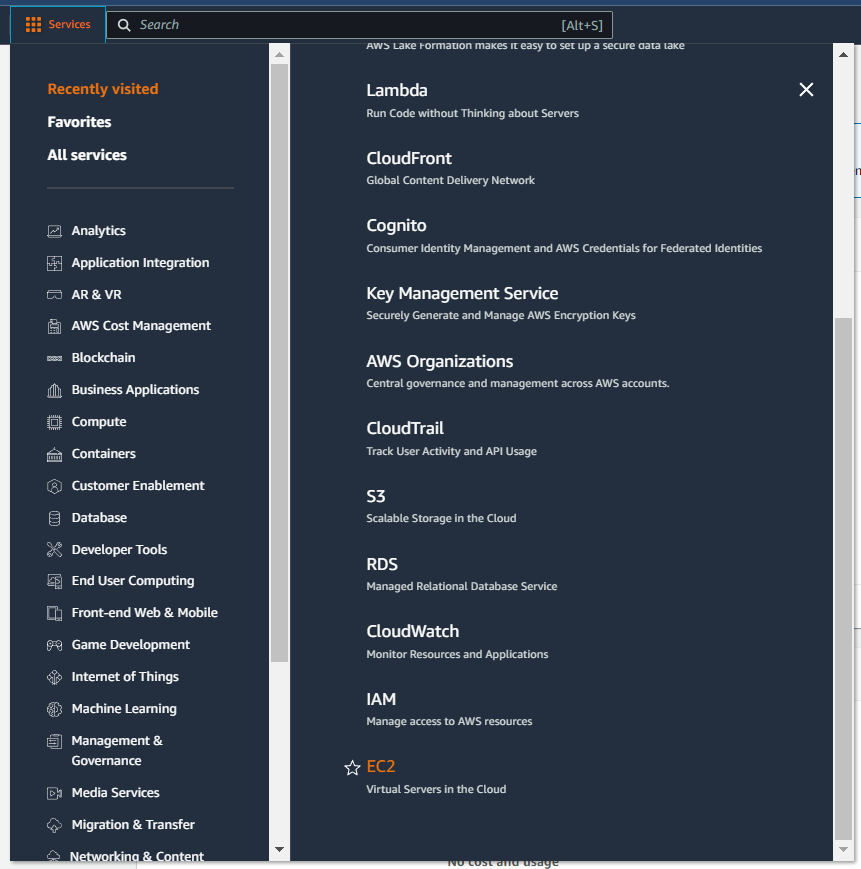 Services
Search
[Alt+S]
Recently visited
Favorites
All services
Analytics
Application Integration
AR & VR
AWS Cost Management
Blockchain
Business Applications
Compute
Containers
Customer Enablement
Database
Developer Tools
End User Computing
Front-end Web & Mobile
Game Development
Internet of Things
Machine Learning
Management &
Governance
Media Services
Migration & Transfer
Networking & Content
AWS Lake Formation makes it easy to set up a secure data lake
Lambda
Run Code without Thinking about Servers
CloudFront
Global Content Delivery Network
Cognito
Consumer Identity Management and AWS Credentials for Federated Identities
Key Management Service
Securely Generate and Manage AWS Encryption Keys
AWS Organizations
Central governance and management across AWS accounts.
CloudTrail
Track User Activity and API Usage
S3
Scalable Storage in the Cloud
RDS
Managed Relational Database Service
CloudWatch
Monitor Resources and Applications
IAM
Manage access to AWS resources
EC2
Virtual Servers in the Cloud
No cost and usage